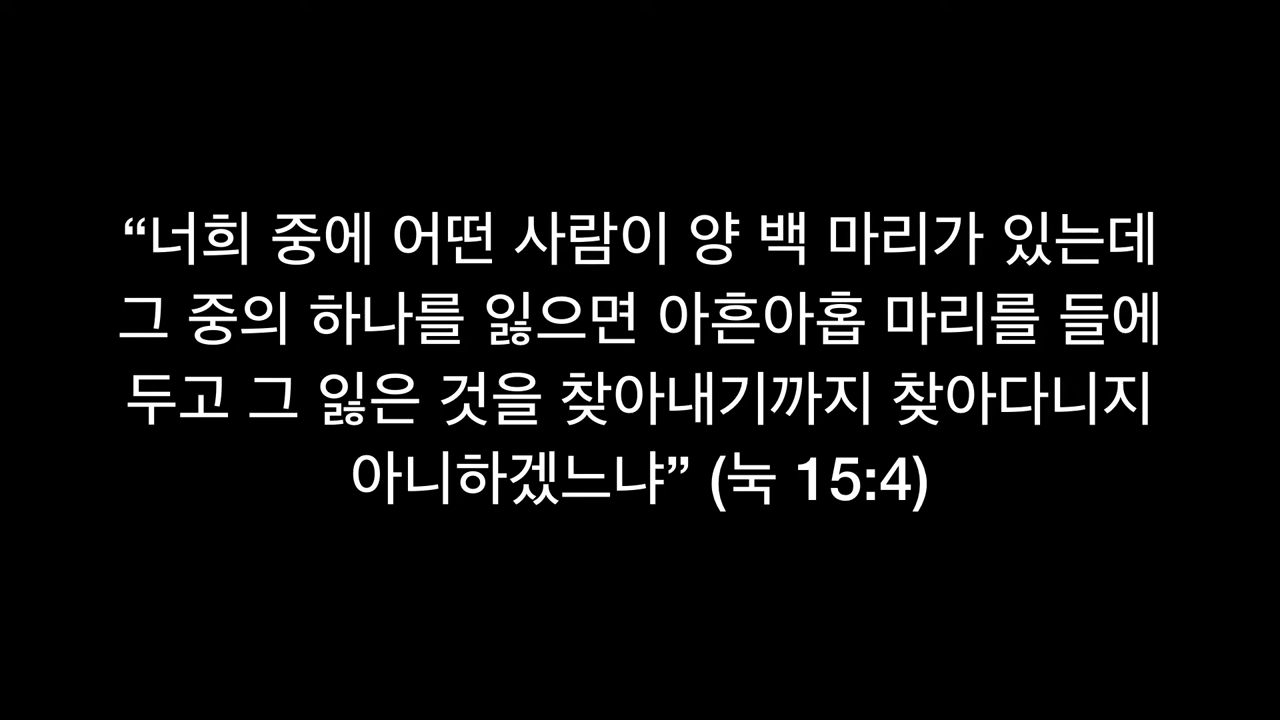 “너희 중에 어떤 사람이 양 백 마리가 있는데
그 중의 하나를 잃으면 아흔아홉 마리를 들에
두고 그 잃은 것을 찾아내기까지 찾아다니지
아니하겠느냐” (눅 15:4)